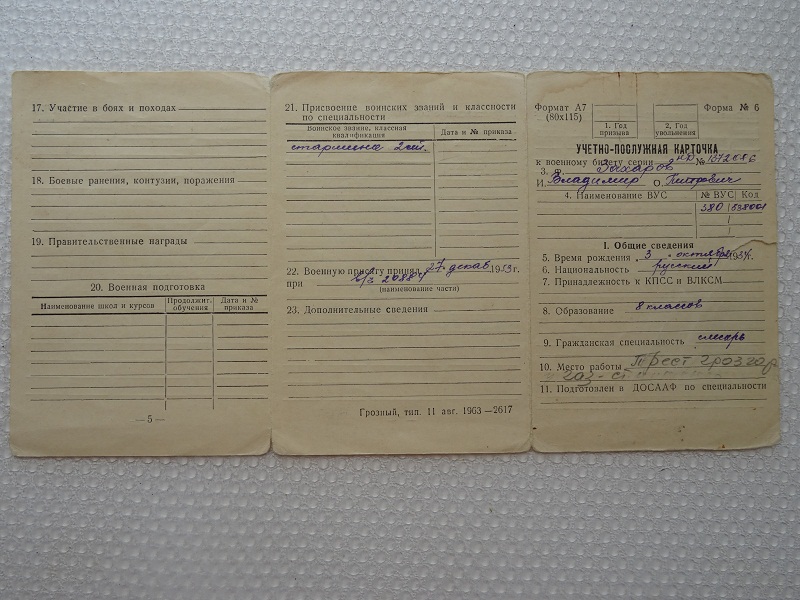 17. Участие в боях и походах
18. Боевые ранения, контузии, поражения
19. Правительственные награды
20. Военная подготовка
Наименование школ и курсов
Продолжит. обучения
Дата и № приказа
— 5 —
21. Присвоение воинских званий и классности
по специальности
Воинское звание, классная
квалификация
Дата и № приказа
22. Военную присягу принял 27 декаб 1953 г.
при в/ч
(наименование части)
23. Дополнительные сведения
Грозный, тип. 11 авг. 1963—2617
Формат А7
(80х115)
1. Год
призыва
2. Год
увольнения
Форма № 6
УЧЕТНО-ПОСЛУЖНАЯ КАРТОЧКА
к военному билету серии №
Захаров
И. Владимир О. Питрович
4. Наименование ВУС
№ ВУС
Код
380
I. Общие сведения
5. Время рождения 3 октября
6. Национальность русский
7. Принадлежность к КПСС и ВЛКСМ
8. Образование 8 классов
9. Гражданская специальность слесарь
10. Место работы Трест
11. Подготовлен в ДОСААФ по специальности